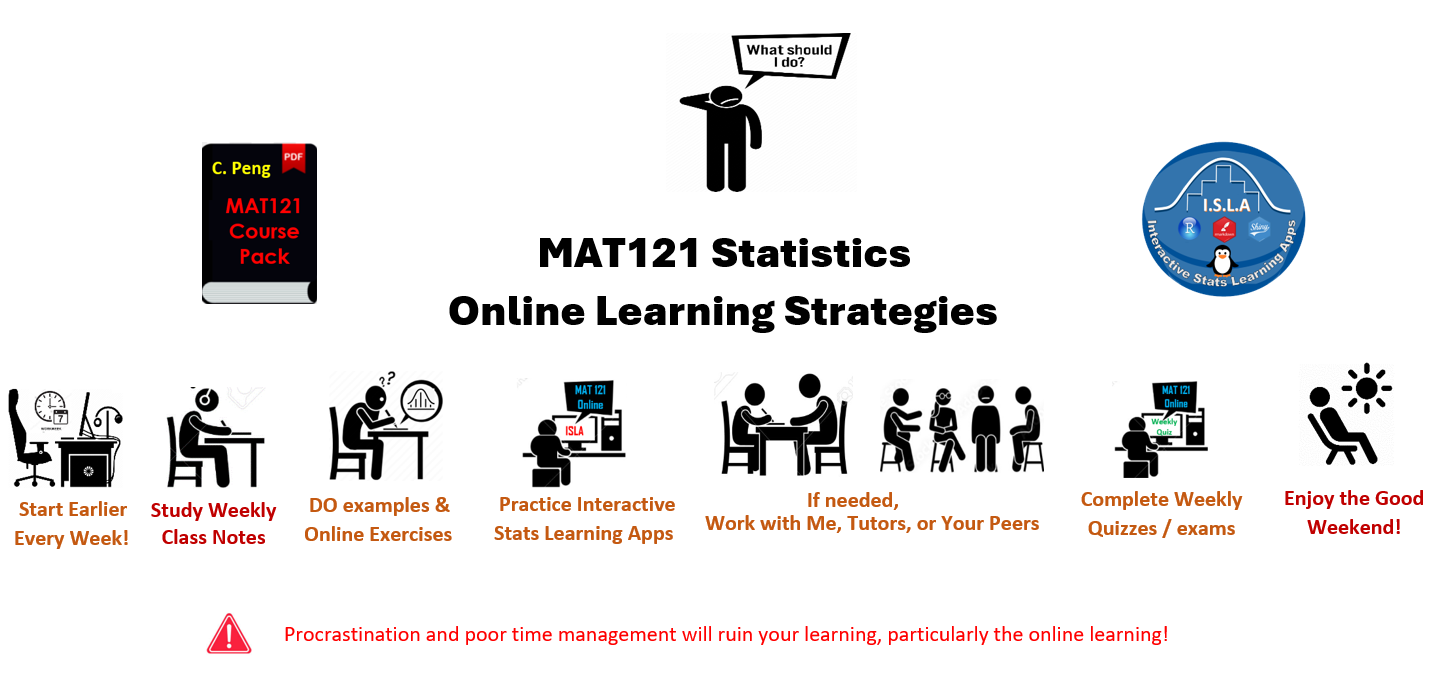 What should
I do?
C. Peng
PDF
MAT121
Course
Pack
I.S.L.A
R
Shiny
Interactive Stats Learning Apps
MAT121 Statistics
Online Learning Strategies
7
??
MAT 121
Online
ISLA
MAT 121
Online
Weekly
Quiz
Start Earlier
Every Week!
Study Weekly
Class Notes
DO examples &
Online Exercises
Practice Interactive
Stats Learning Apps
If needed,
Work with Me, Tutors, or Your Peers
Complete Weekly
Quizzes / exams
Enjoy the Good
Weekend!
Procrastination and poor time management will ruin your learning, particularly the online learning!